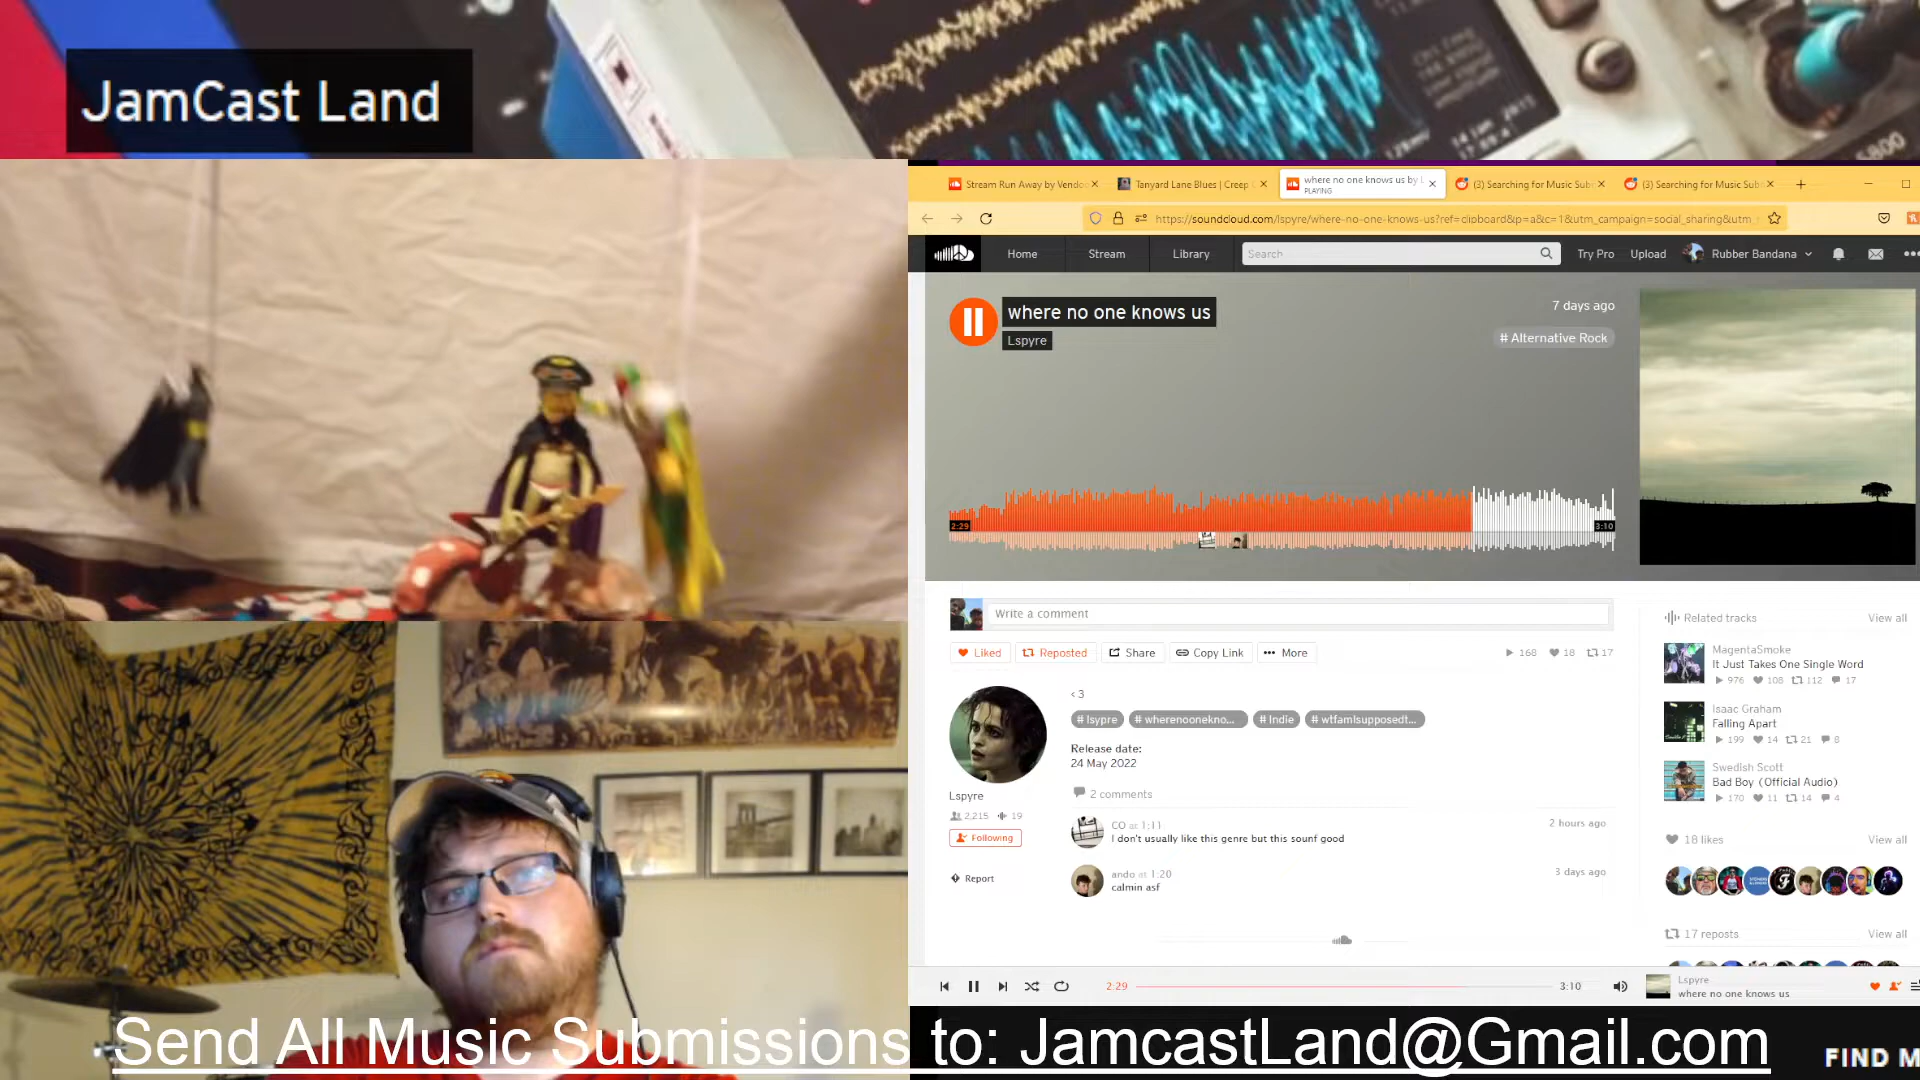 JamCast Land
14 jan 2015
5800
Stream Run Away by Vendo
Tanyard Lane Blues | Creep
where no one knows us by L
PLAYING
(3) Searching for Music Sub
(3) Searching for Music Sub
https://soundcloud.com/lspyre/where-no-one-knows-us?ref=clipboard&p=a&c=1&utm_campaign=social_sharing&utm_
Home
Stream
Library
Search
Try Pro
Upload
Rubber Bandana
where no one knows us
Lspyre
7 days ago
# Alternative Rock
2:29
3:10
Write a comment
Liked
Reposted
Share
Copy Link
More
168
18
17
< 3
# lsypre
# wherenooneknо...
# Indie
# wtfamIsupposedt...
Release date:
24 May 2022
2 comments
Lspyre
2,215
19
Following
Report
CO at 1:11
2 hours ago
I don't usually like this genre but this sounf good
ando at 1:20
3 days ago
calmin asf
Related tracks
View all
MagentaSmoke
It Just Takes One Single Word
976 108 112 17
Isaac Graham
Falling Apart
199 14 21 8
Swedish Scott
Bad Boy (Official Audio)
170 11 14 4
18 likes
View all
17 reposts
View all
2:29
3:10
Lspyre
where no one knows us
Send All Music Submissions to: JamcastLand@Gmail.com
FIND M